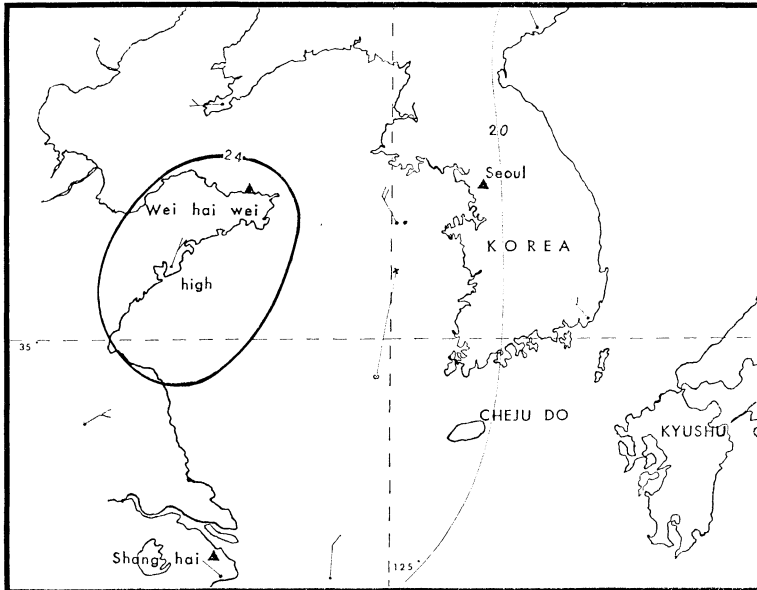 20
24
Seoul
Wei hai wei
KOREA
high
35°
CHEJU DO
KYUSHU
Shang hai
125°